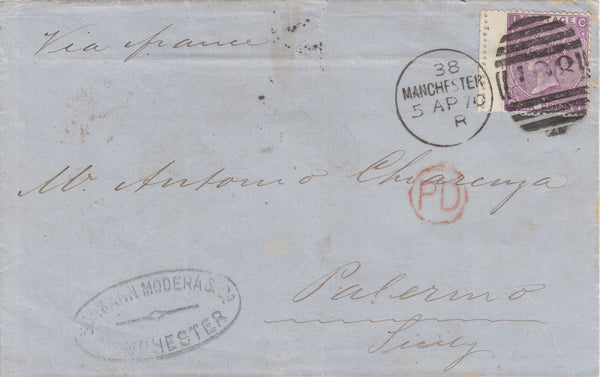 Via france
38
MANCHESTER
5 AP 70
R
Mr. Antonio Chiarenza
PD
Palermo
Sicily
MODERA & Co
MANCHESTER